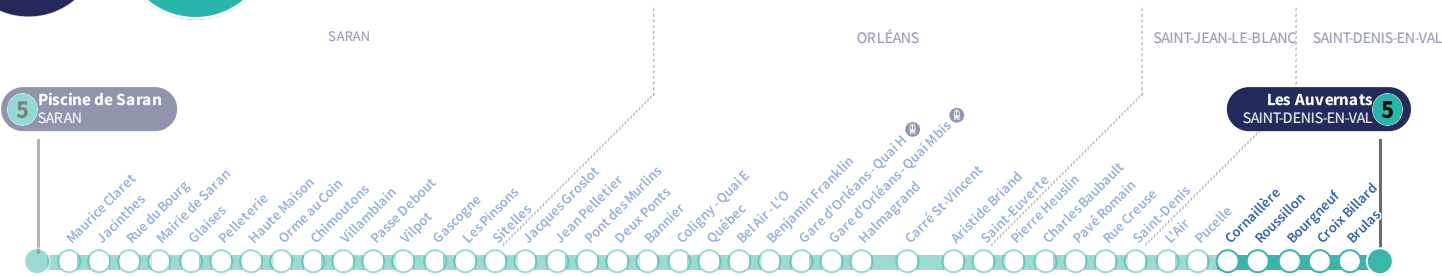 SARAN
ORLÉANS
SAINT-JEAN-LE-BLANC
SAINT-DENIS-EN-VAL
5
Piscine de Saran
SARAN
Les Auvernats
SAINT-DENIS-EN-VAL
5
Maurice Claret
Jacinthes
Rue du Bourg
Mairie de Saran
Glaises
Pelleterie
Haute Maison
Orme au Coin
Chimoutons
Villamblain
Passe Debout
Vilpot
Gascogne
Les Pinsons
Sitelles
Jacques Groslot
Jean Pelletier
Pont des Murlins
Deux Ponts
Bannier
Coligny - Quai E
Québec
Bel Air - L'O
Benjamin Franklin
Gare d'Orléans - Quai H
Gare d'Orléans - Quai Mbis
Halmagrand
Carré St-Vincent
Aristide Briand
Saint-Euverte
Pierre Heuslin
Charles Baubault
Pavé Romain
Rue Creuse
Saint-Denis
L'Air
Pucelle
Cornaillère
Roussillon
Bourgneuf
Croix Billard
Brulas